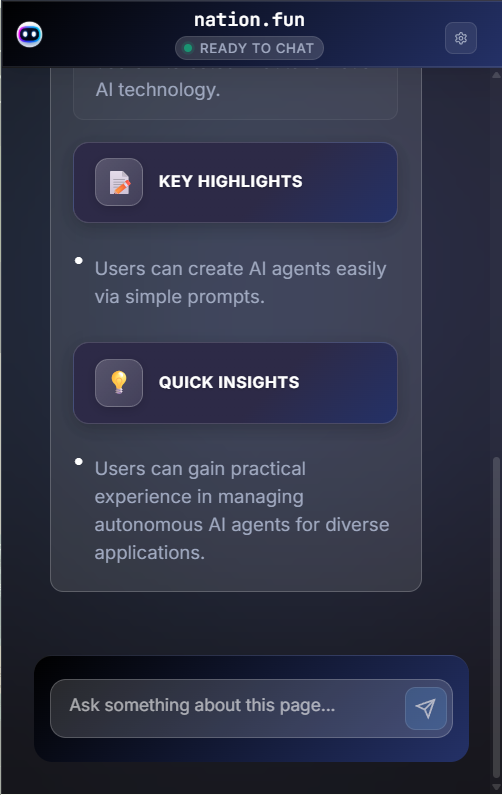 nation.fun
READY TO CHAT
AI technology.
KEY HIGHLIGHTS
Users can create AI agents easily
via simple prompts.
QUICK INSIGHTS
Users can gain practical
experience in managing
autonomous AI agents for diverse
applications.
Ask something about this page...